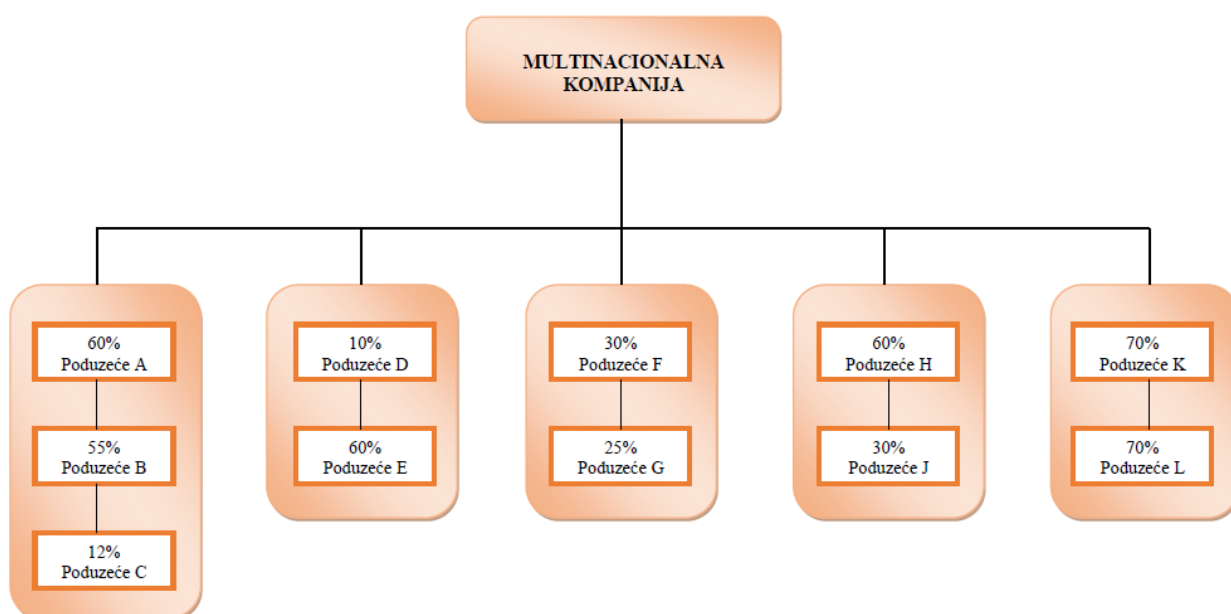 MULTINACIONALNA
KOMPANIJA
60%
Poduzeće A
55%
Poduzeće B
12%
Poduzeće C
10%
Poduzeće D
60%
Poduzeće E
30%
Poduzeće F
25%
Poduzeće G
60%
Poduzeće H
30%
Poduzeće J
70%
Poduzeće K
70%
Poduzeće L